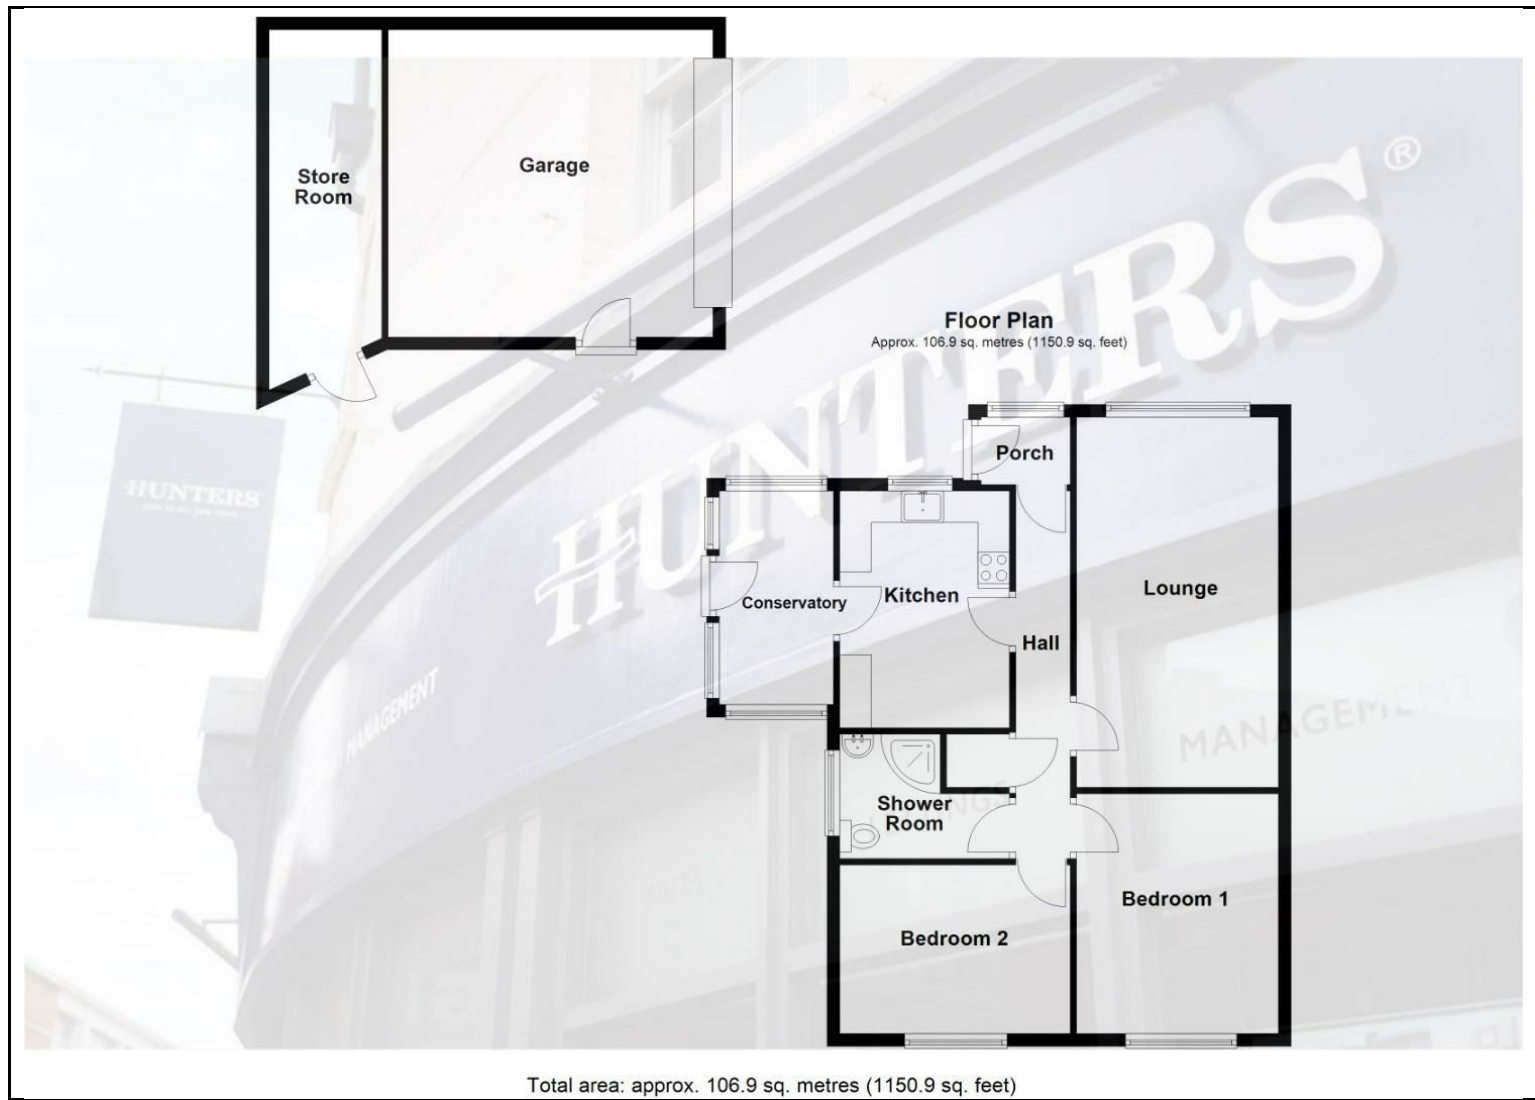 Store
Room
Garage
Floor Plan
Approx. 106.9 sq. metres (1150.9 sq. feet)
HUNTERS®
HUNTERS
Porch
Conservatory
Kitchen
Lounge
Hall
MANAGEMENT
MANAGEMENT
Shower
Room
SALES
Bedroom 1
Bedroom 2
Total area: approx. 106.9 sq. metres (1150.9 sq. feet)